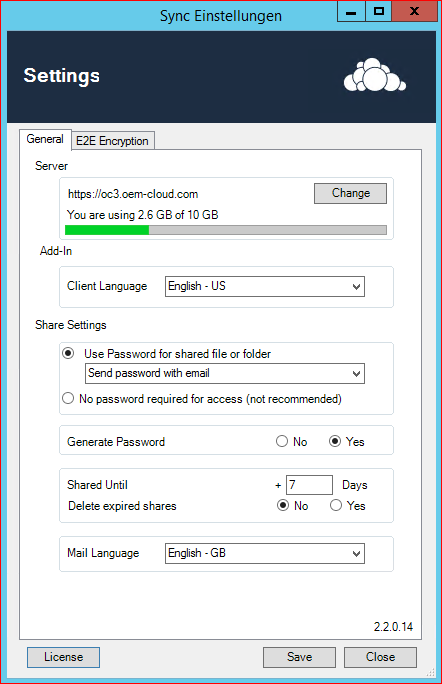 Sync Einstellungen
Settings
General
E2E Encryption
Server
https://oc3.oem-cloud.com
Change
You are using 2.6 GB of 10 GB
Add-In
Client Language
English - US
Share Settings
Use Password for shared file or folder
Send password with email
No password required for access (not recommended)
Generate Password
No
Yes
Shared Until
+
7
Days
Delete expired shares
No
Yes
Mail Language
English - GB
2.2.0.14
License
Save
Close